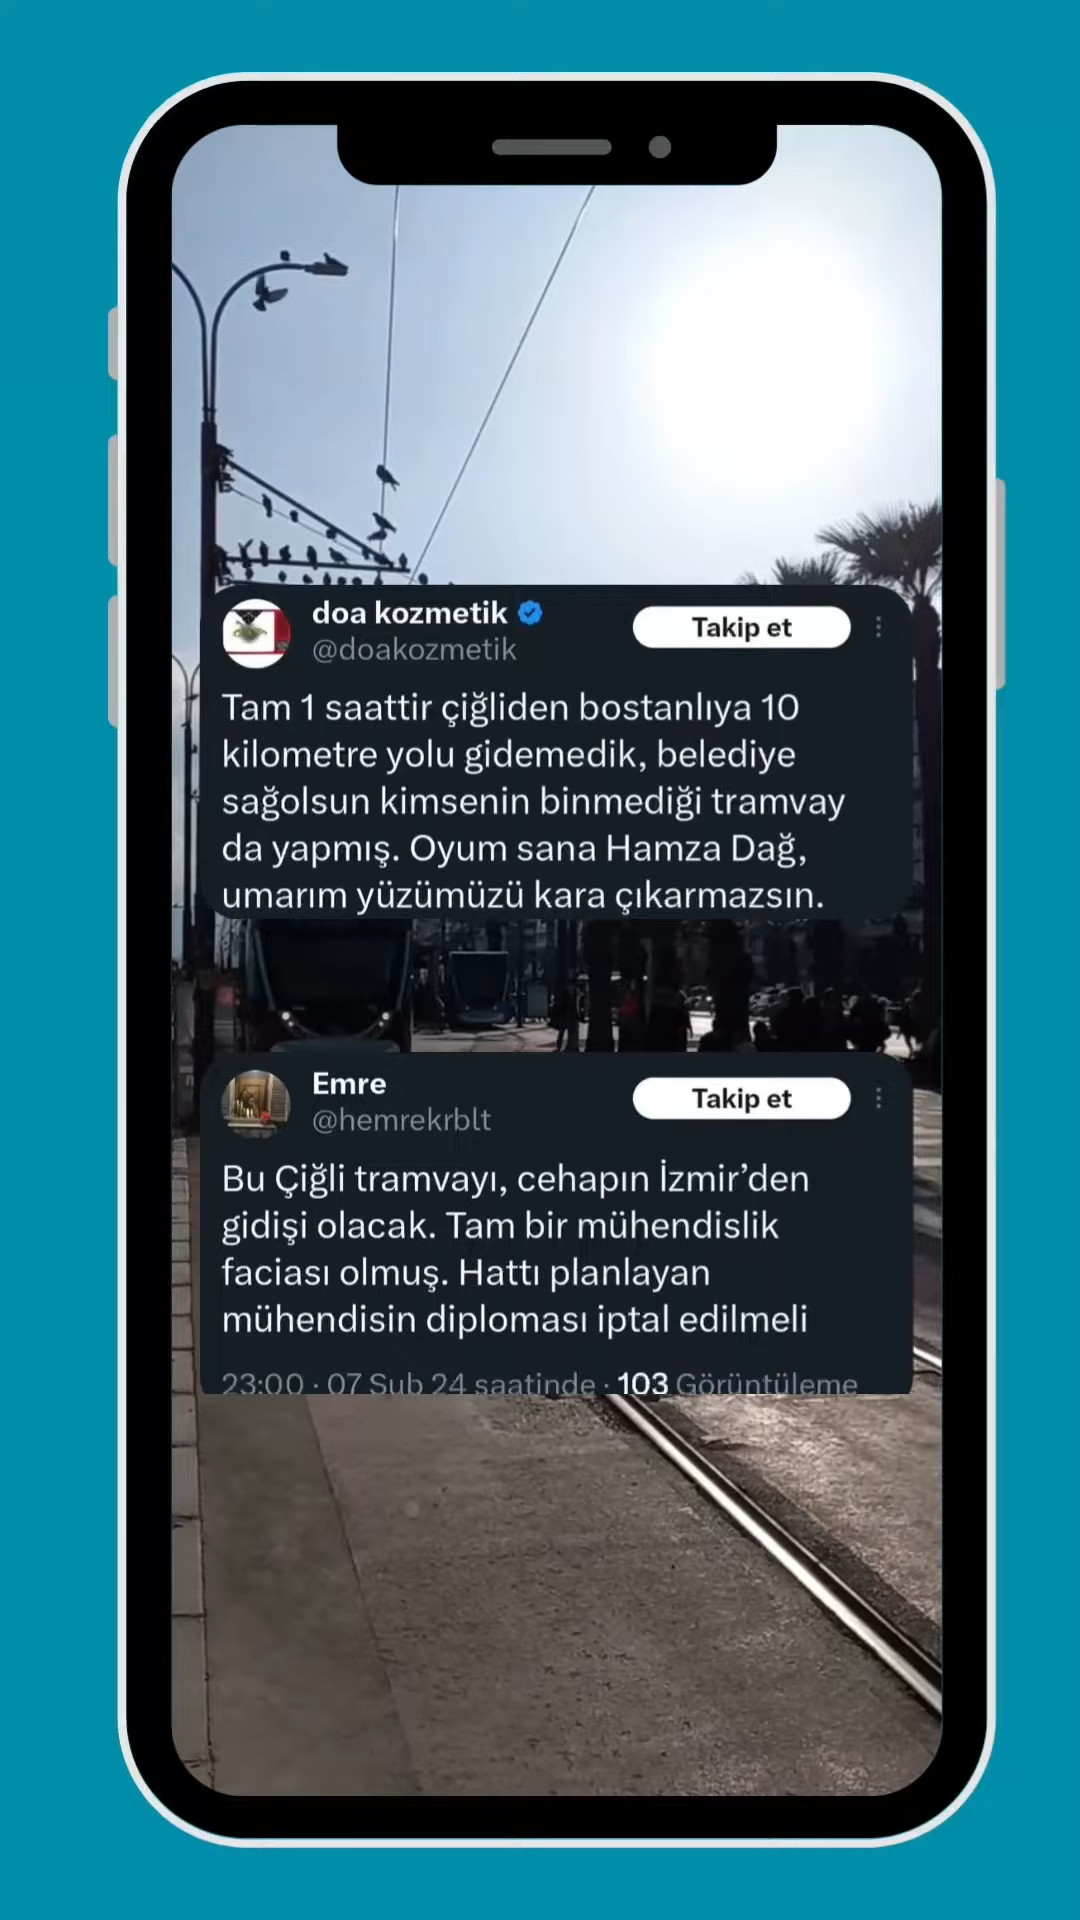 doa kozmetik
@doakozmetik
Takip et
Tam 1 saattir çiğliden bostanlıya 10
kilometre yolu gidemedik, belediye
sağolsun kimsenin binmediği tramvay
da yapmış. Oyum sana Hamza Dağ,
umarım yüzümüzü kara çıkarmazsın.
Emre
@hemrekrblt
Takip et
Bu Çiğli tramvayı, cehapın İzmir’den
gidişi olacak. Tam bir mühendislik
faciası olmuş. Hattı planlayan
mühendisin diploması iptal edilmeli
23:00 · 07 Şub 24 saatinde · 103 Görüntüleme